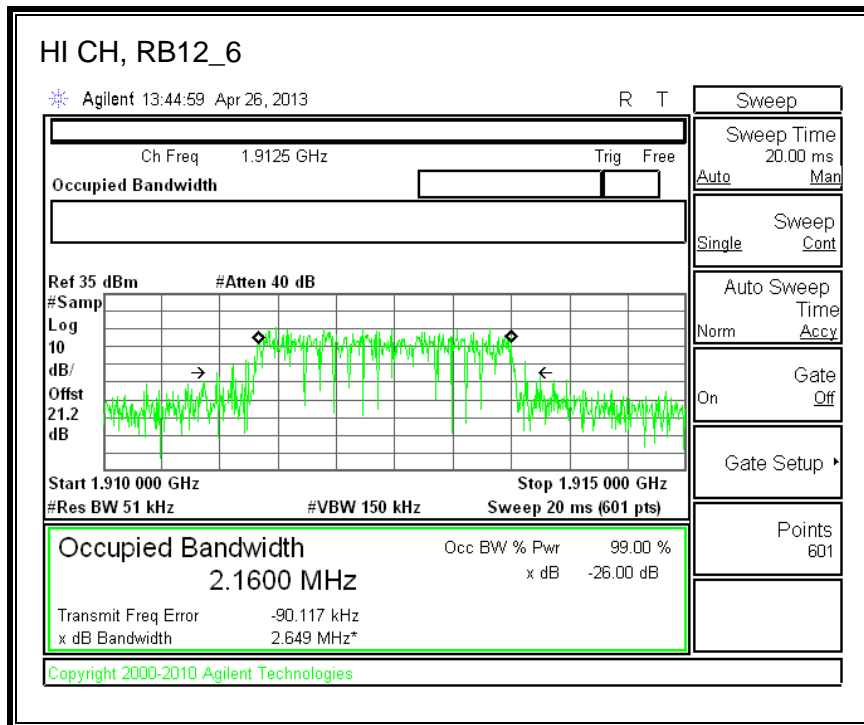 HI CH, RB12_6
Agilent 13:44:59 Apr 26, 2013 R T
Ch Freq 1.9125 GHz Trig Free
Occupied Bandwidth
Ref 35 dBm #Atten 40 dB
#Samp
Log
10
dB/
Offst
21.2
dB
Start 1.910 000 GHz Stop 1.915 000 GHz
#Res BW 51 kHz #VBW 150 kHz Sweep 20 ms (601 pts)
Occupied Bandwidth
2.1600 MHz
Occ BW % Pwr 99.00 %
x dB -26.00 dB
Transmit Freq Error -90.117 kHz
x dB Bandwidth 2.649 MHz*
Copyright 2000-2010 Agilent Technologies
Sweep
Sweep Time
20.00 ms
Auto Man
Sweep
Single Cont
Auto Sweep
Time
Norm Accy
Gate
On Off
Gate Setup
Points
601